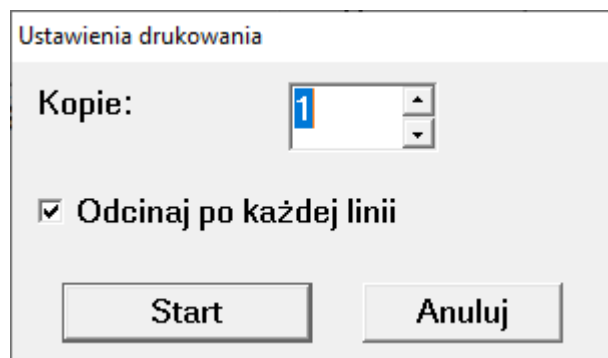 Ustawienia drukowania
Kopie: 1
Odcinaj po każdej linii
Start Anuluj